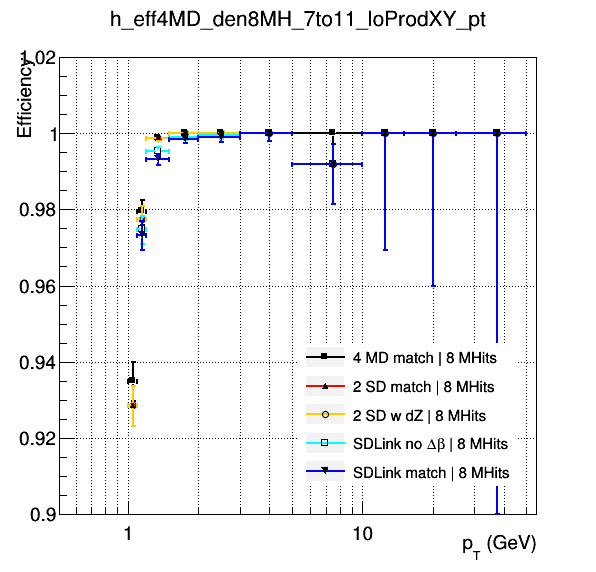 h_eff4MD_den8MH_7to11_loProdXY_pt
Efficiency
1.02
1
0.98
0.96
0.94
0.92
0.9
4 MD match | 8 MHits
2 SD match | 8 MHits
2 SD w dZ | 8 MHits
SDLink no Δβ | 8 MHits
SDLink match | 8 MHits
1
10
p_T (GeV)